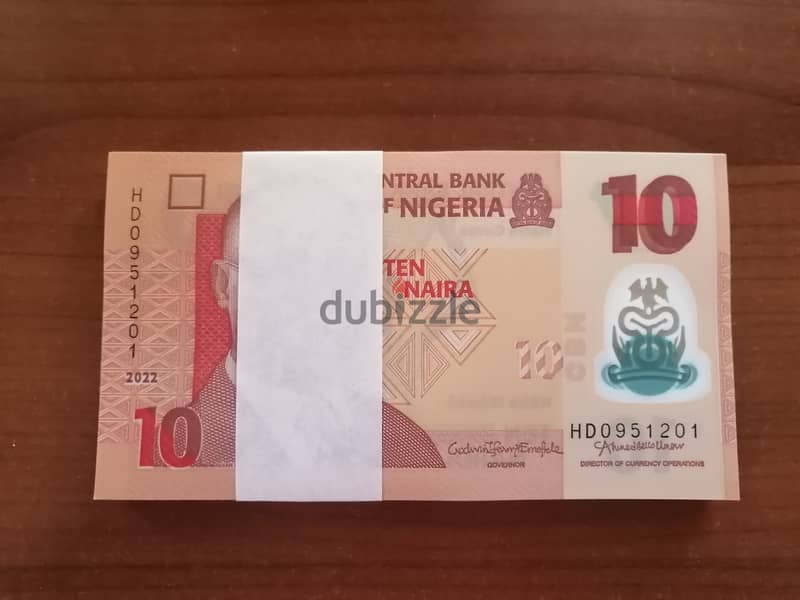 NTRAL BANK
F NIGERIA
10
HD0951201
TEN
NAIRA
dubizzle
10
2022
10
HD0951201
GOVERNOR
DIRECTOR OF CURRENCY OPERATIONS